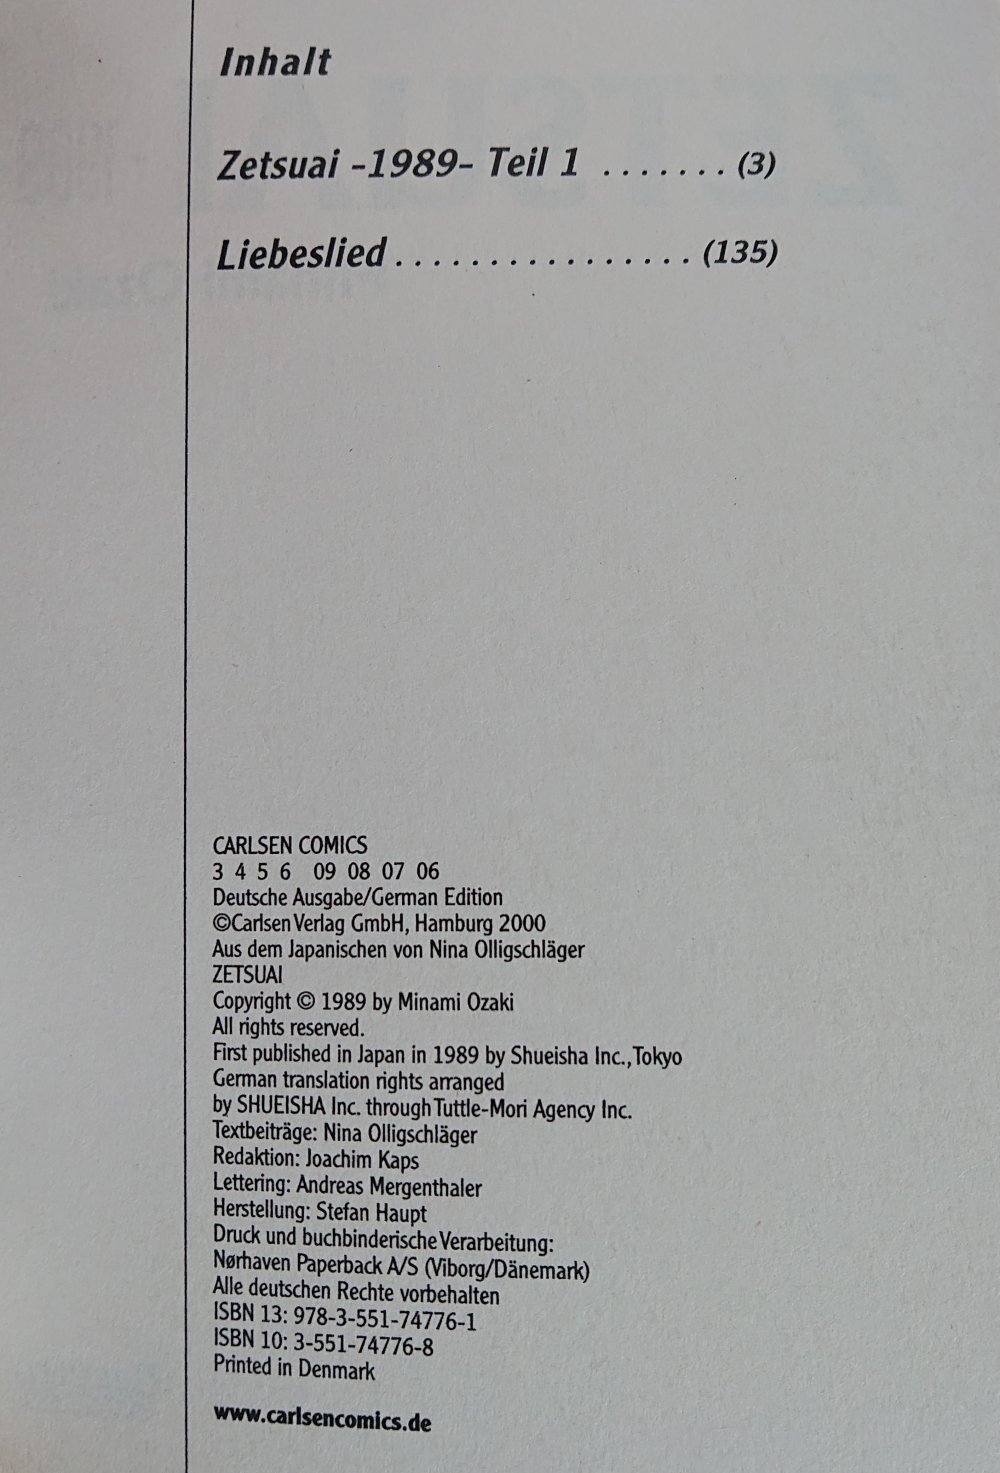 Inhalt
Zetsuai –1989– Teil 1 ....... (3)
Liebeslied ................ (135)
CARLSEN COMICS
3 4 5 6 09 08 07 06
Deutsche Ausgabe/German Edition
©Carlsen Verlag GmbH, Hamburg 2000
Aus dem Japanischen von Nina Olligschläger
ZETSUAI
Copyright © 1989 by Minami Ozaki
All rights reserved.
First published in Japan in 1989 by Shueisha Inc., Tokyo
German translation rights arranged
by SHUEISHA Inc. through Tuttle-Mori Agency Inc.
Textbeiträge: Nina Olligschläger
Redaktion: Joachim Kaps
Lettering: Andreas Mergenthaler
Herstellung: Stefan Haupt
Druck und buchbinderische Verarbeitung:
Nørhaven Paperback A/S (Viborg/Dänemark)
Alle deutschen Rechte vorbehalten
ISBN 13: 978-3-551-74776-1
ISBN 10: 3-551-74776-8
Printed in Denmark
www.carlsencomics.de